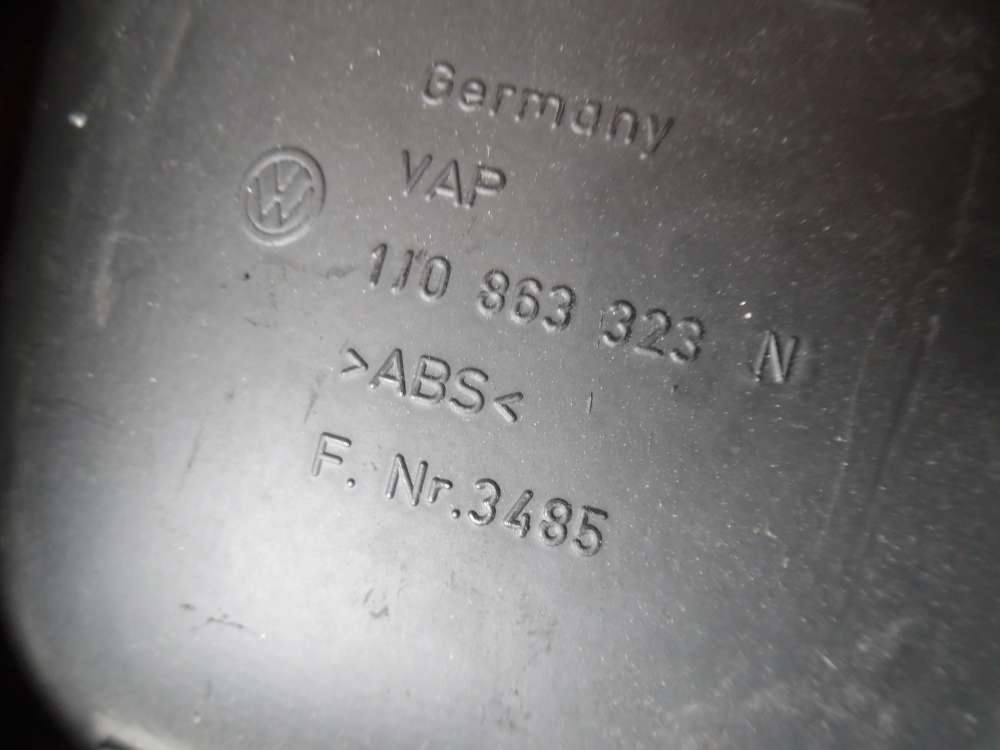 Germany
VAP
1J0 863 323 N
>ABS<
F. Nr.3485